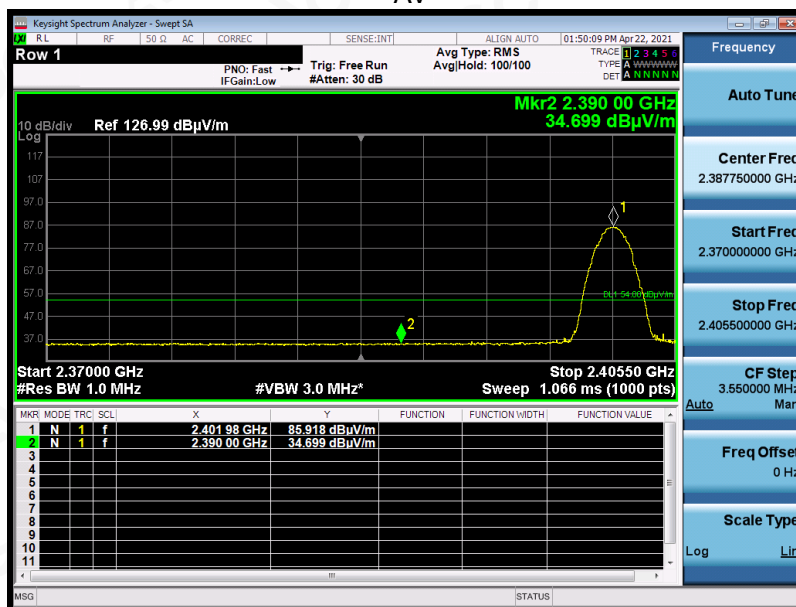 AV
Keysight Spectrum Analyzer - Swept SA
LXI RL RF 50 Ω AC CORREC SENSE:INT ALIGN AUTO 01:50:09 PM Apr 22, 2021
Row 1
PNO: Fast
IFGain:Low
Trig: Free Run
#Atten: 30 dB
Avg Type: RMS
Avg|Hold: 100/100
TRACE 1 2 3 4 5 6
TYPE A WWWWW
DET A N N N N N
Mkr2 2.390 00 GHz
34.699 dBµV/m
10 dB/div Ref 126.99 dBµV/m
Log
117
107
97.0
87.0
77.0
67.0
57.0
47.0
37.0
1
2
DL1 54.00 dBµV/m
Start 2.37000 GHz Stop 2.40550 GHz
#Res BW 1.0 MHz #VBW 3.0 MHz* Sweep 1.066 ms (1000 pts)
MKR MODE TRC SCL X Y FUNCTION FUNCTION WIDTH FUNCTION VALUE
1 N 1 f 2.401 98 GHz 85.918 dBµV/m
2 N 1 f 2.390 00 GHz 34.699 dBµV/m
3
4
5
6
7
8
9
10
11
MSG STATUS
Frequency
Auto Tune
Center Freq
2.387750000 GHz
Start Freq
2.370000000 GHz
Stop Freq
2.405500000 GHz
CF Step
3.550000 MHz
Auto Man
Freq Offset
0 Hz
Scale Type
Log Lin